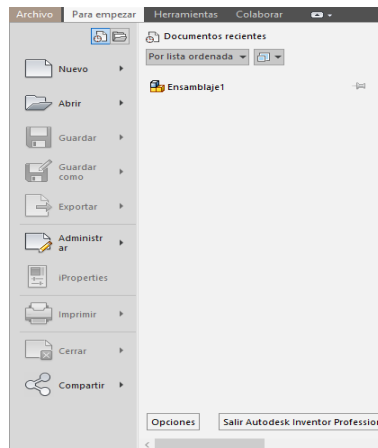 Archivo Para empezar Herramientas Colaborar
Documentos recientes
Por lista ordenada
Ensamblaje1
Nuevo
Abrir
Guardar
Guardar
como
Exportar
Administr
ar
iProperties
Imprimir
Cerrar
Compartir
Opciones Salir Autodesk Inventor Profession